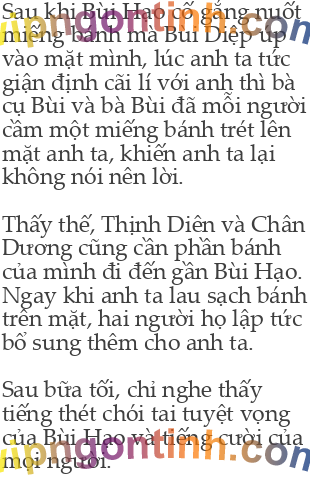 Sau khi Bùi Hạo cố gắng nuốt
miếng bánh mà Bùi Diệp úp
vào mặt mình, lúc anh ta tức
giận định cãi lí với anh thì bà
cụ Bùi và bà Bùi đã mỗi người
cầm một miếng bánh trét lên
mặt anh ta, khiến anh ta lại
không nói nên lời.
Thấy thế, Thịnh Diên và Chân
Dương cũng cần phần bánh
của mình đi đến gần Bùi Hạo.
Ngay khi anh ta lau sạch bánh
trên mặt, hai người họ lập tức
bổ sung thêm cho anh ta.
Sau bữa tối, chỉ nghe thấy
tiếng thét chói tai tuyệt vọng
của Bùi Hạo và tiếng cười của
mọi người.
vipngontinh.com
vipngontinh.com